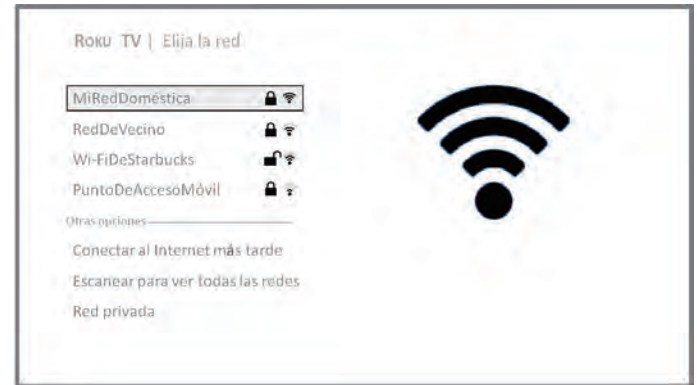 Roku TV | Elija la red
MiRedDoméstica
RedDeVecino
Wi-FiDeStarbucks
PuntoDeAccesoMóvil
Otras opciones
Conectar al Internet más tarde
Escanear para ver todas las redes
Red privada